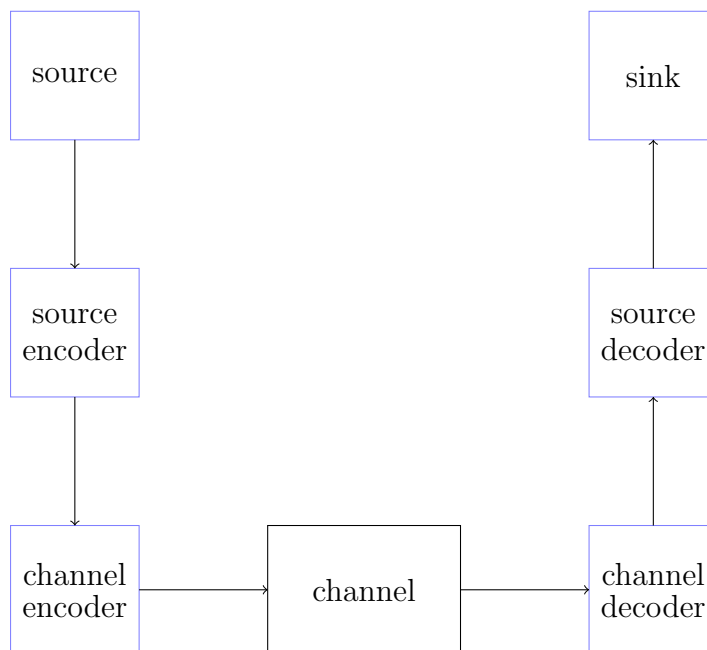 source
sink
source
encoder
source
decoder
channel
encoder
channel
channel
decoder